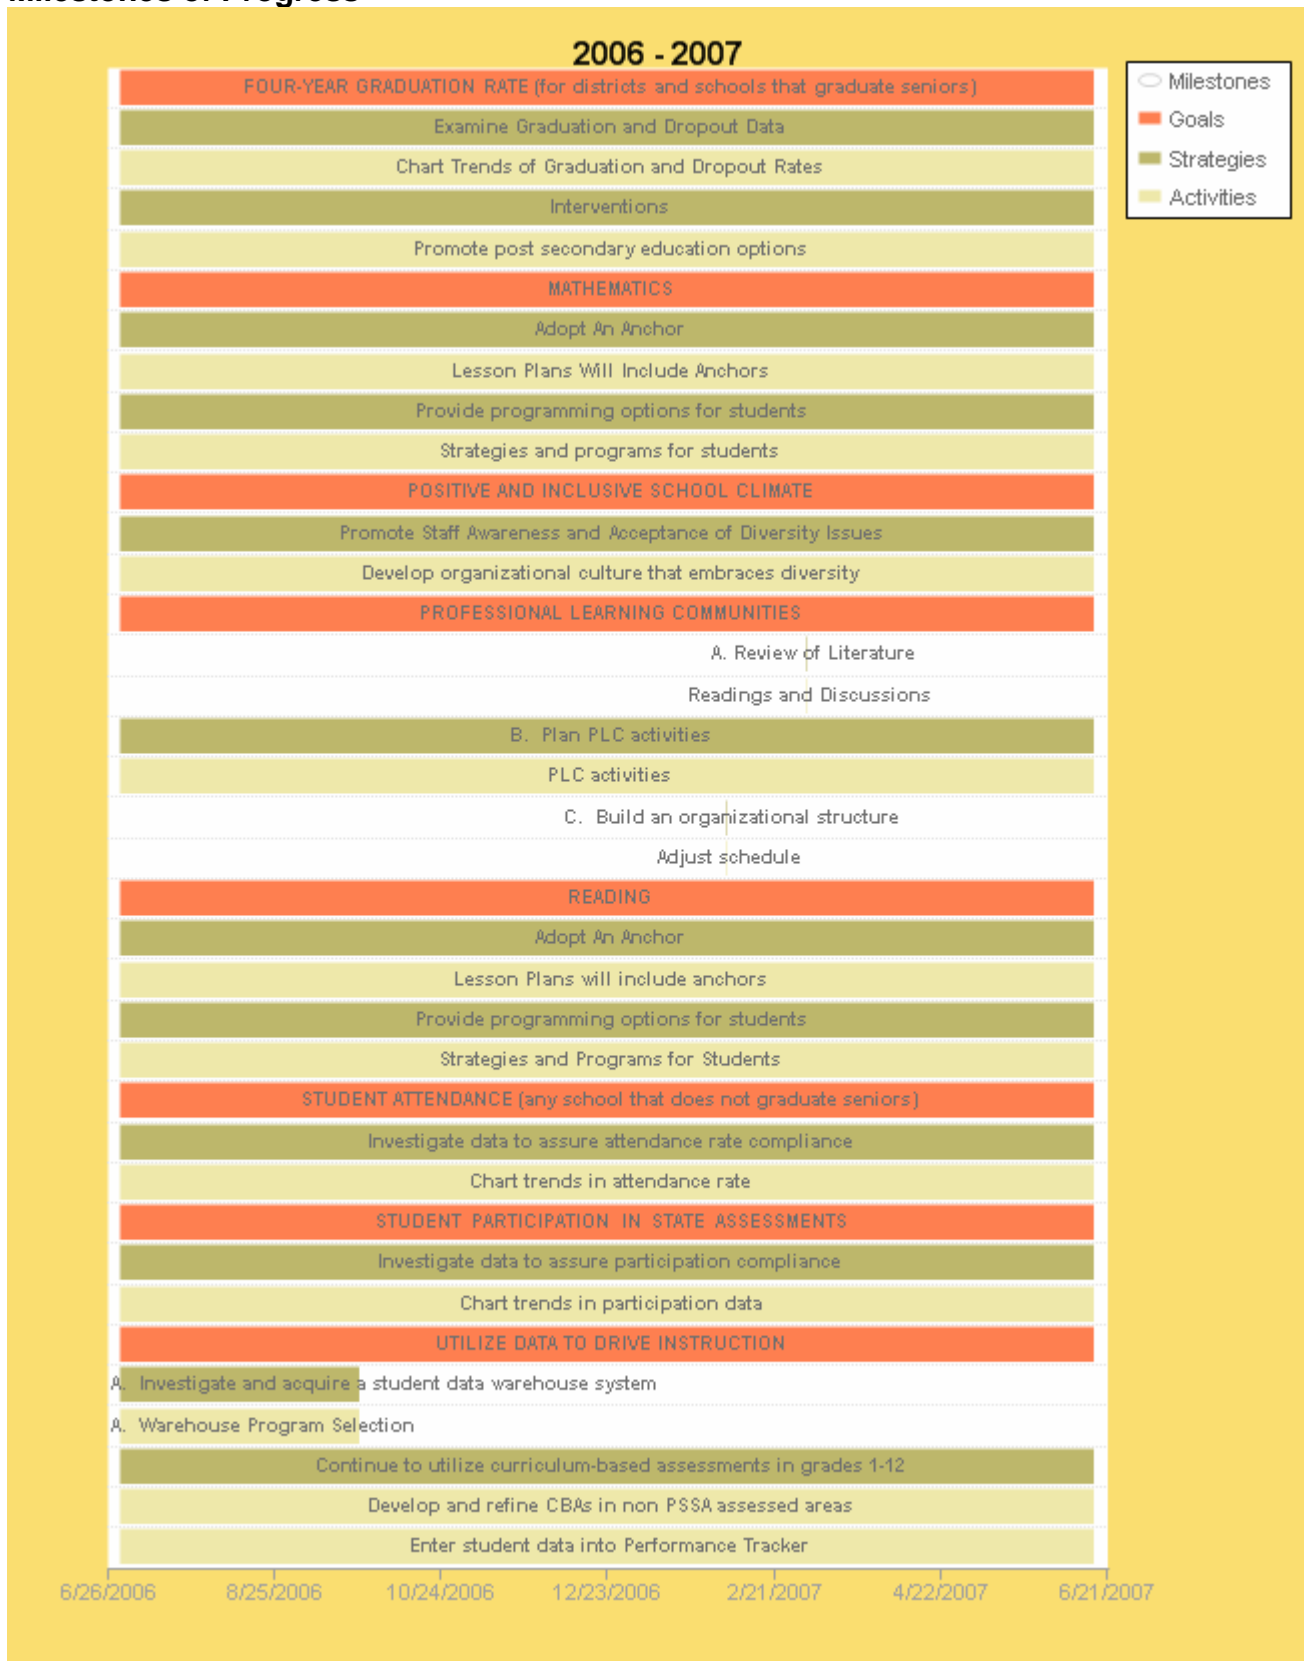 Milestones of Progress
2006 - 2007
FOUR-YEAR GRADUATION RATE (for districts and schools that graduate seniors)
Examine Graduation and Dropout Data
Chart Trends of Graduation and Dropout Rates
Interventions
Promote post secondary education options
MATHEMATICS
Adopt An Anchor
Lesson Plans Will Include Anchors
Provide programming options for students
Strategies and programs for students
POSITIVE AND INCLUSIVE SCHOOL CLIMATE
Promote Staff Awareness and Acceptance of Diversity Issues
Develop organizational culture that embraces diversity
PROFESSIONAL LEARNING COMMUNITIES
A. Review of Literature
Readings and Discussions
B. Plan PLC activities
PLC activities
C. Build an organizational structure
Adjust schedule
READING
Adopt An Anchor
Lesson Plans will include anchors
Provide programming options for students
Strategies and Programs for Students
STUDENT ATTENDANCE (any school that does not graduate seniors)
Investigate data to assure attendance rate compliance
Chart trends in attendance rate
STUDENT PARTICIPATION IN STATE ASSESSMENTS
Investigate data to assure participation compliance
Chart trends in participation data
UTILIZE DATA TO DRIVE INSTRUCTION
A. Investigate and acquire a student data warehouse system
A. Warehouse Program Selection
Continue to utilize curriculum-based assessments in grades 1-12
Develop and refine CBAs in non PSSA assessed areas
Enter student data into Performance Tracker
6/26/2006 8/25/2006 10/24/2006 12/23/2006 2/21/2007 4/22/2007 6/21/2007
Milestones
Goals
Strategies
Activities